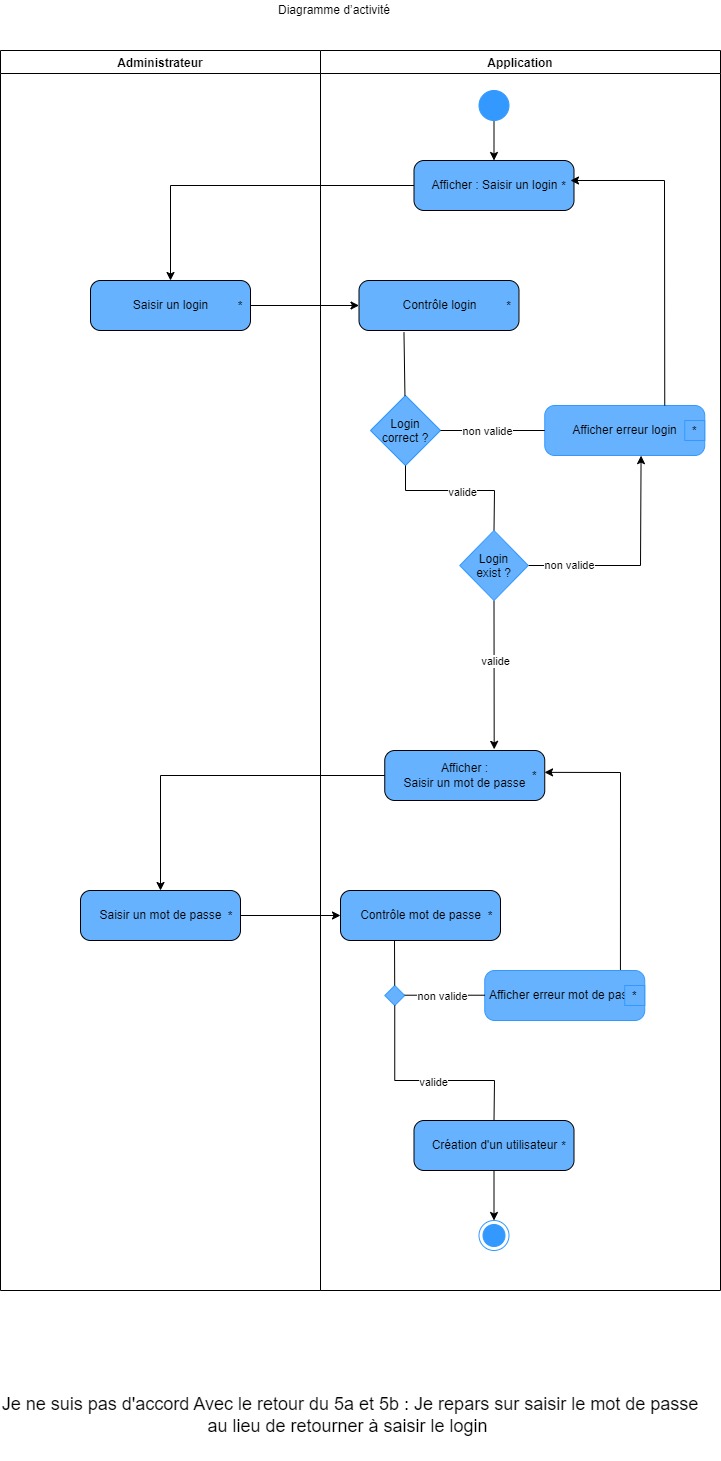 Diagramme d'activité
Administrateur
Application
Afficher : Saisir un login *
Saisir un login *
Contrôle login *
Login
correct ?
non valide
Afficher erreur login *
valide
Login
exist ?
non valide
valide
Afficher :
Saisir un mot de passe *
Saisir un mot de passe *
Contrôle mot de passe *
non valide
Afficher erreur mot de pas *
valide
Création d'un utilisateur *
Je ne suis pas d'accord Avec le retour du 5a et 5b : Je repars sur saisir le mot de passe
au lieu de retourner à saisir le login